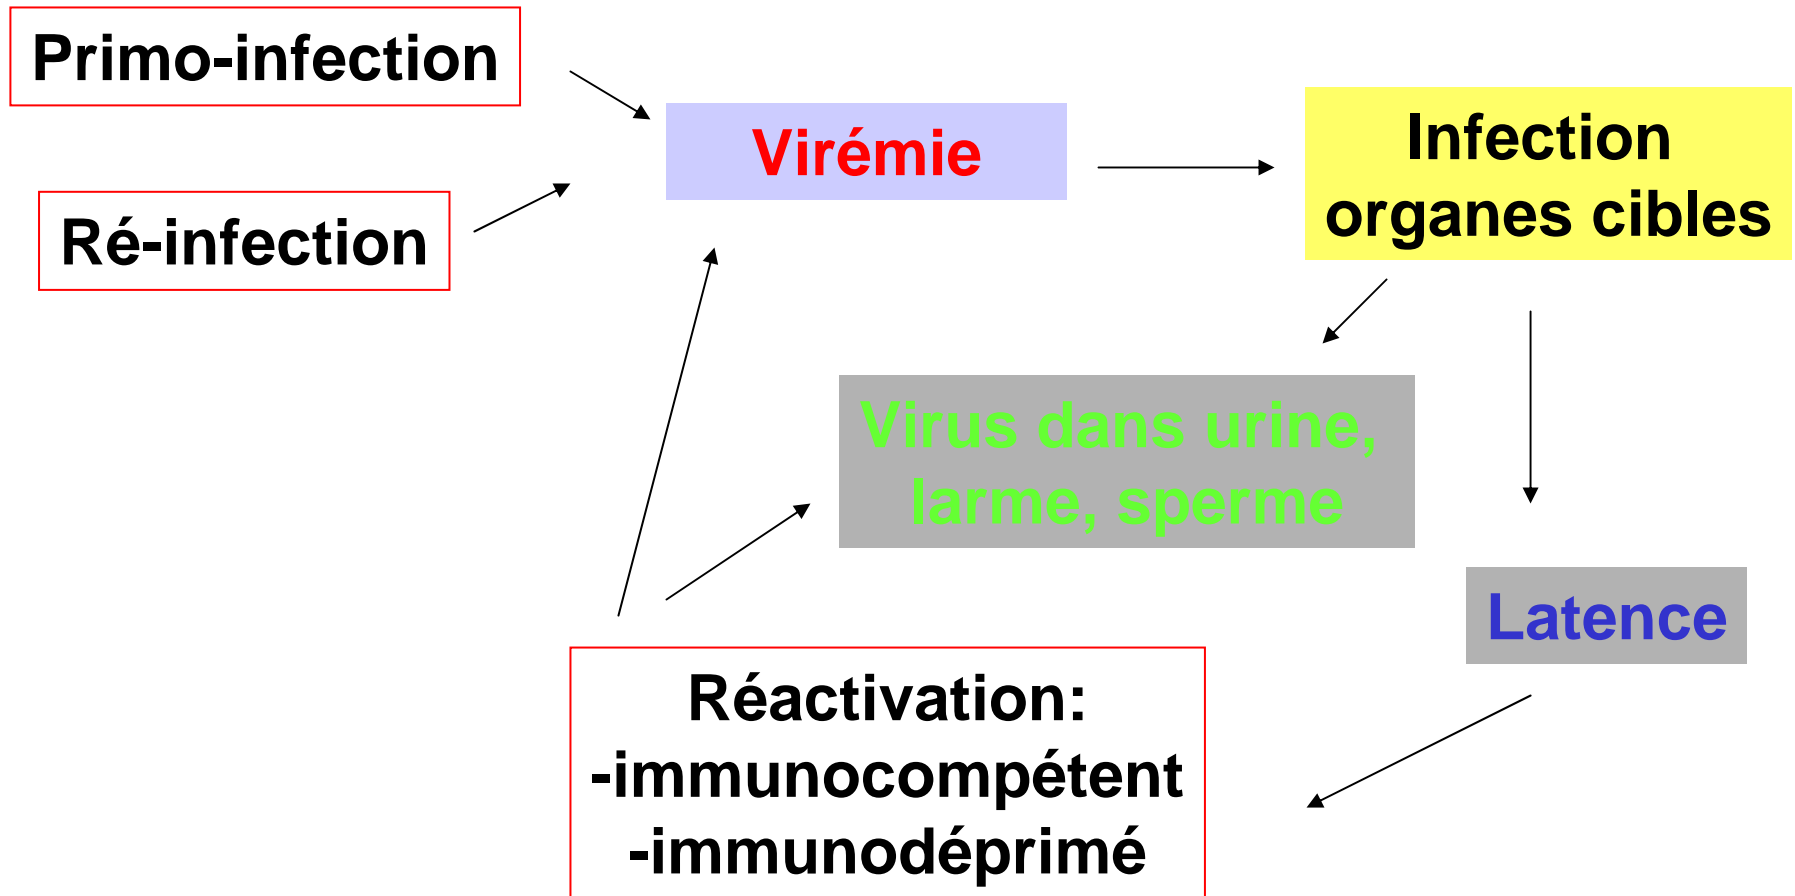 Primo-infection
Virémie
Infection
organes cibles
Ré-infection
Virus dans urine,
larme, sperme
Latence
Réactivation:
-immunocompétent
-immunodéprimé